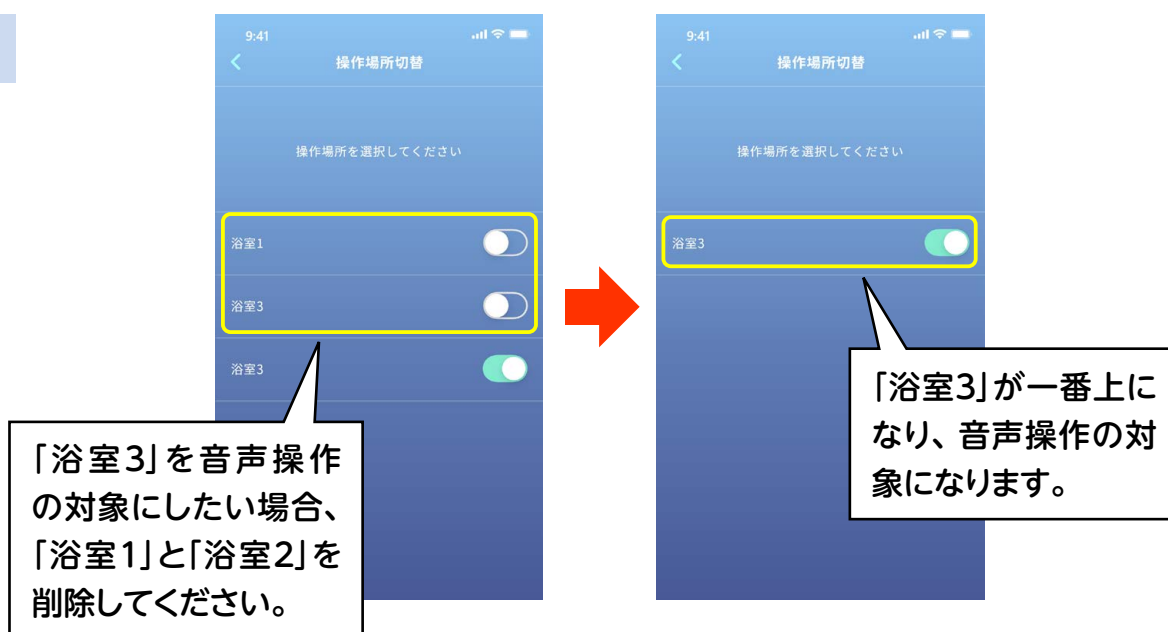 9:41
操作場所切替
操作場所を選択してください
浴室1
浴室3
浴室3
「浴室3」を音声操作
の対象にしたい場合、
「浴室1」と「浴室2」を
削除してください。
9:41
操作場所切替
操作場所を選択してください
浴室3
「浴室3」が一番上に
なり、音声操作の対
象になります。